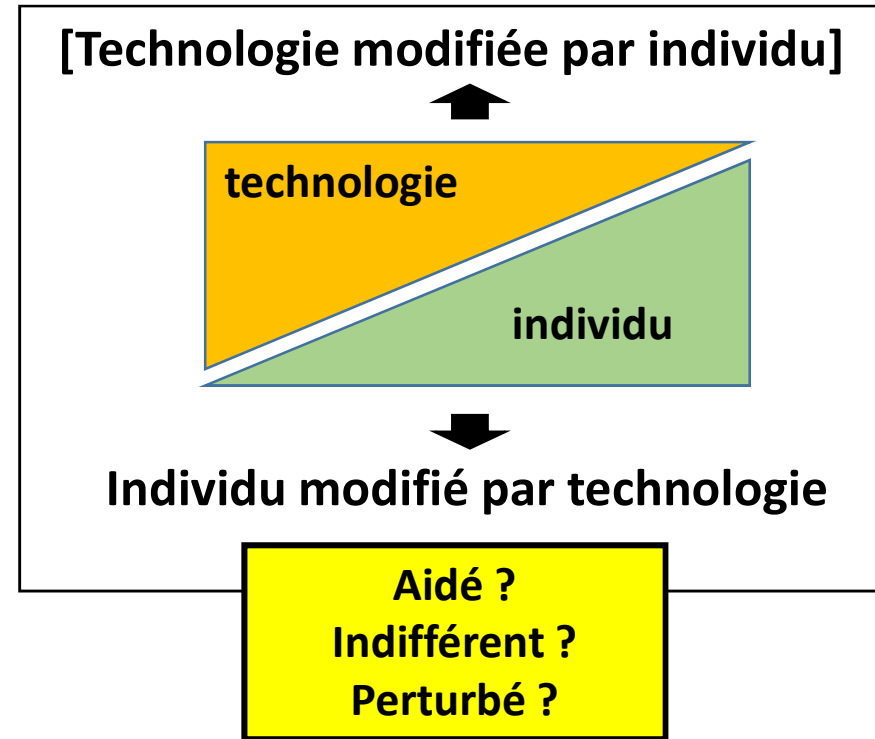 [Technologie modifiée par individu]
technologie
individu
Individu modifié par technologie
Aidé ?
Indifférent ?
Perturbé ?